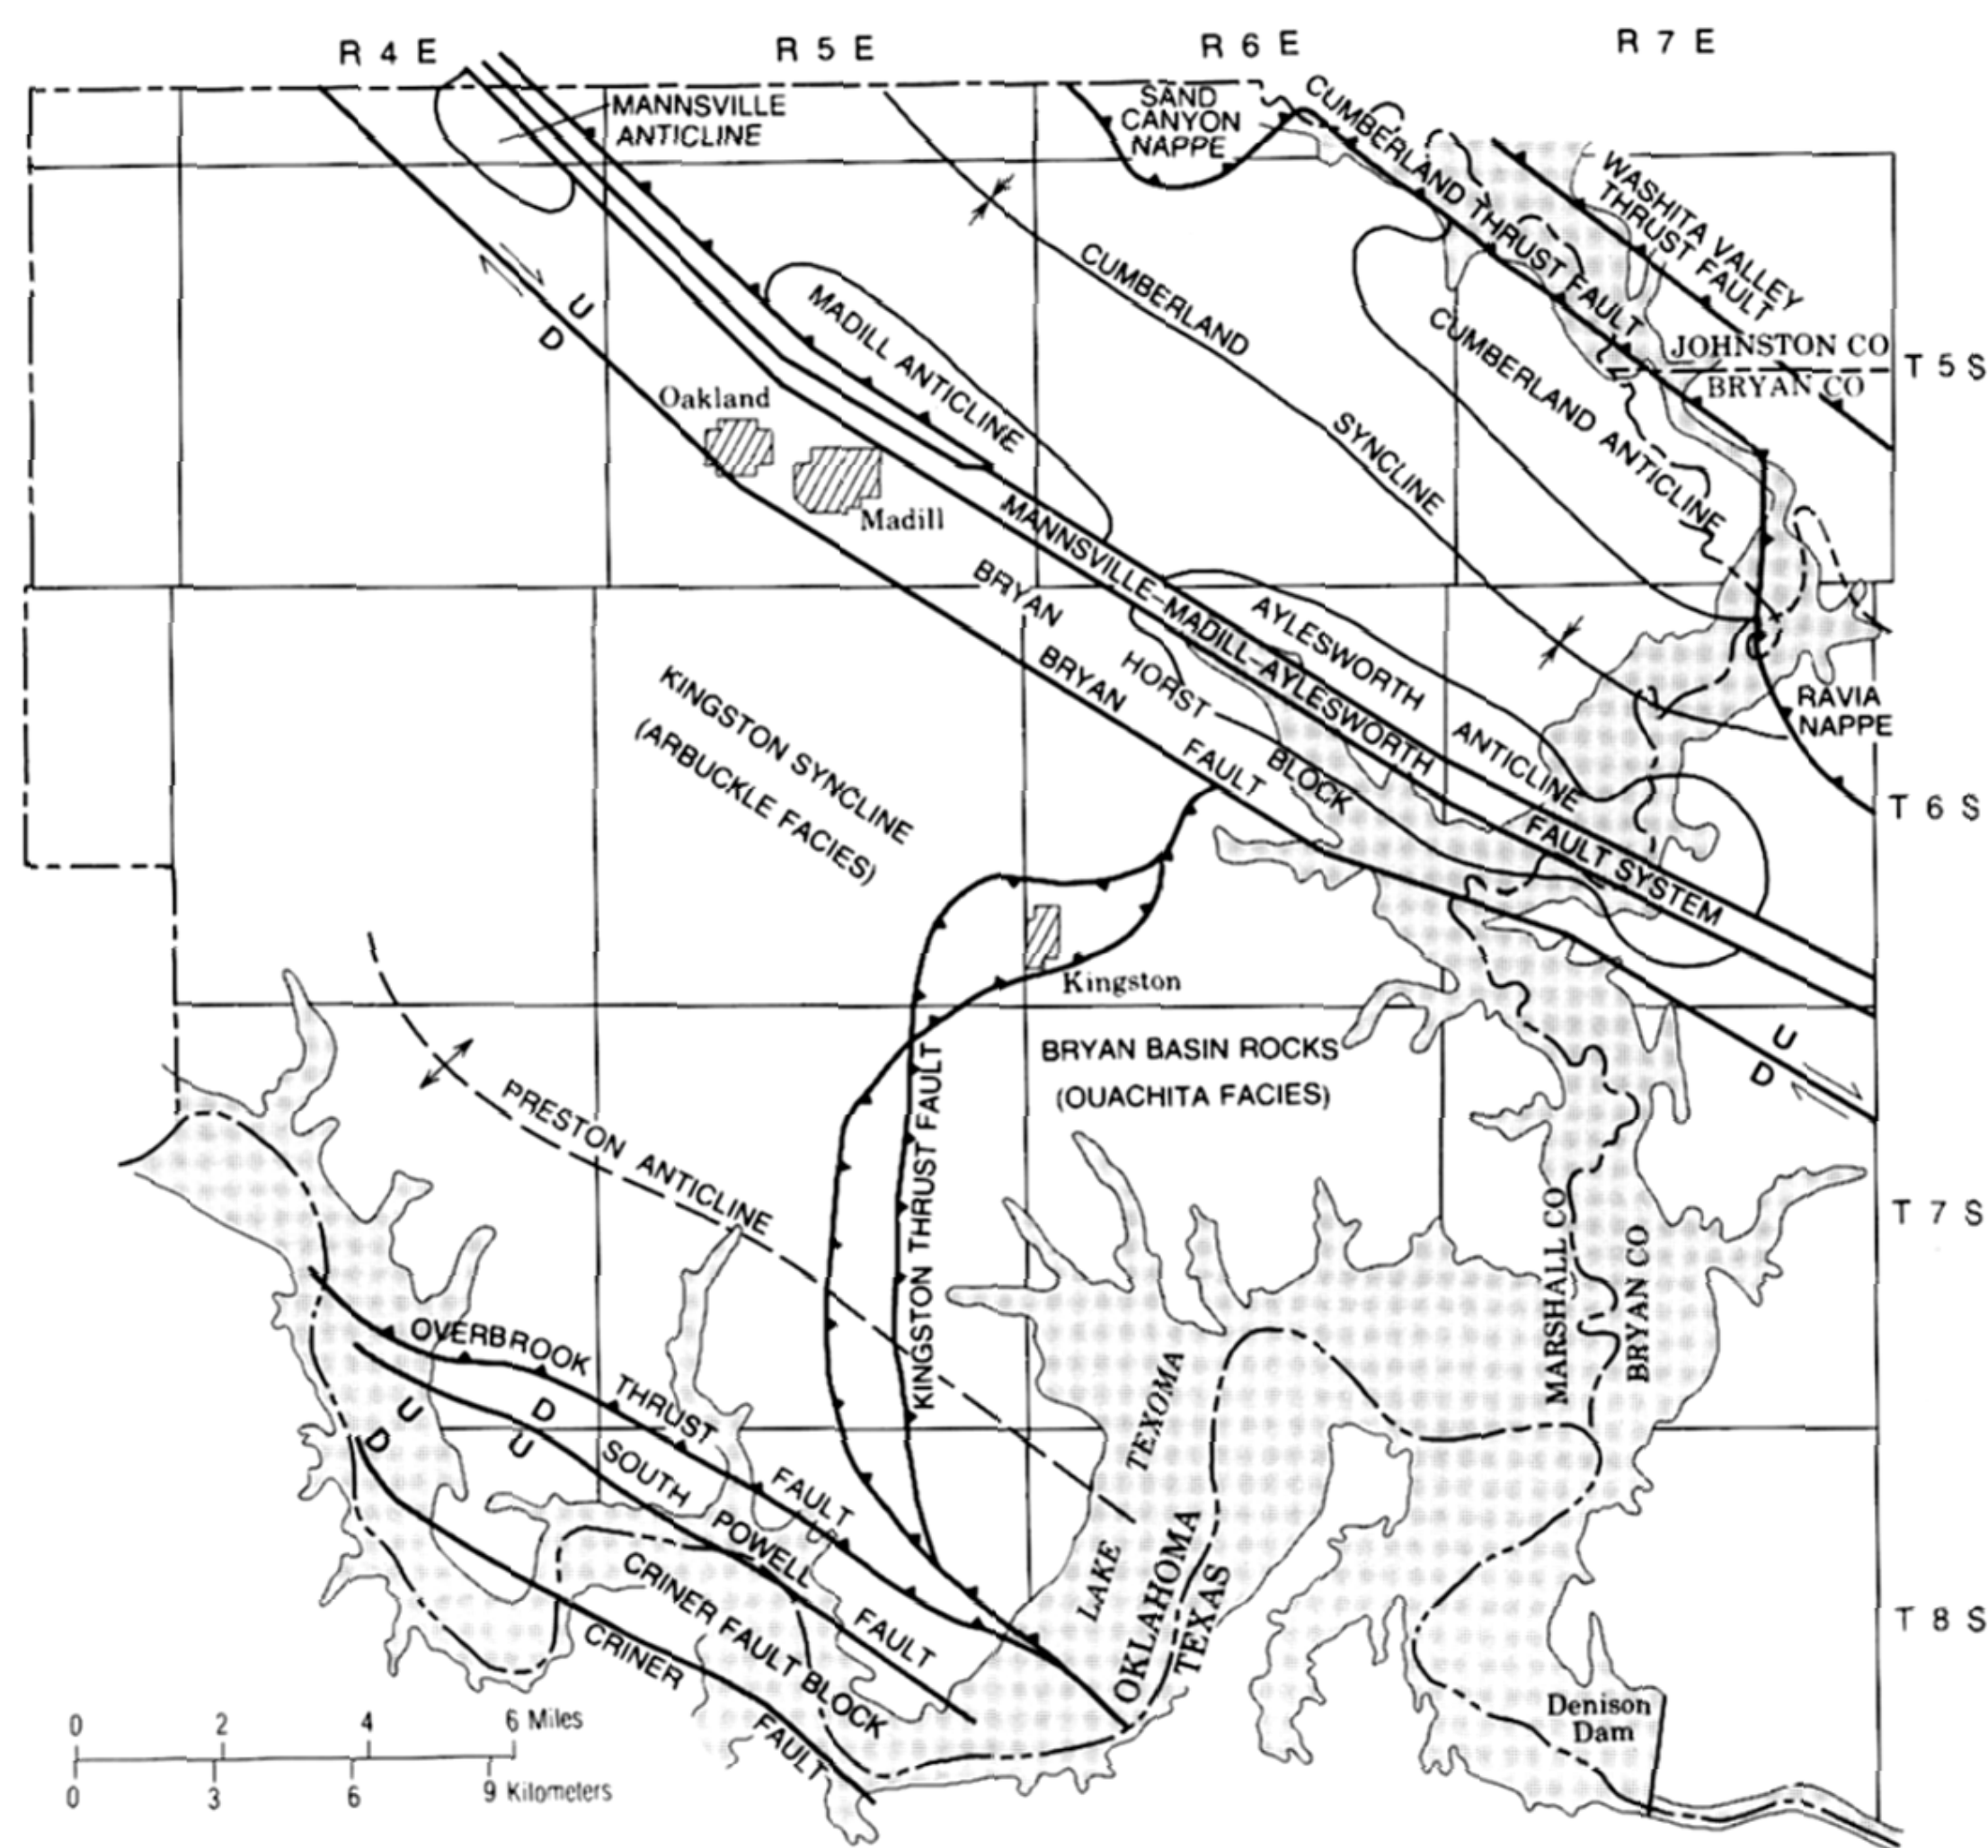 R 4 E
R 5 E
R 6 E
R 7 E
MANNSVILLE
ANTICLINE
SAND
CANYON
NAPPE
CUMBERLAND THRUST FAULT
WASHITA VALLEY
THRUST FAULT
JOHNSTON CO
BRYAN CO
T 5 S
U
D
MADILL ANTICLINE
CUMBERLAND
SYNCLINE
CUMBERLAND ANTICLINE
Oakland
Madill
MANNSVILLE-MADILL-AYLESWORTH
FAULT SYSTEM
BRYAN
HORST
BLOCK
BRYAN
FAULT
AYLESWORTH
ANTICLINE
RAVIA
NAPPE
T 6 S
KINGSTON SYNCLINE
(ARBUCKLE FACIES)
Kingston
BRYAN BASIN ROCKS
(OUACHITA FACIES)
U
D
PRESTON ANTICLINE
KINGSTON THRUST FAULT
T 7 S
MARSHALL CO
BRYAN CO
OVERBROOK
THRUST
FAULT
U
D
D
U
SOUTH
POWELL
FAULT
CRINER FAULT BLOCK
CRINER
FAULT
LAKE
TEXOMA
OKLAHOMA
TEXAS
T 8 S
Denison
Dam
0 2 4 6 Miles
0 3 6 9 Kilometers